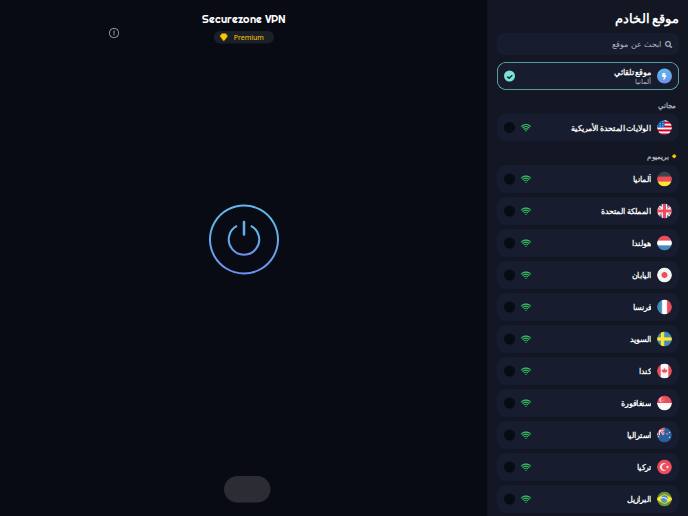 Securezone VPN
Premium
موقع الخادم
ابحث عن موقع
موقع تلقائي
ألمانيا
مجاني
الولايات المتحدة الأمريكية
بريميوم
ألمانيا
المملكة المتحدة
هولندا
اليابان
فرنسا
السويد
كندا
سنغافورة
استراليا
تركيا
البرازيل